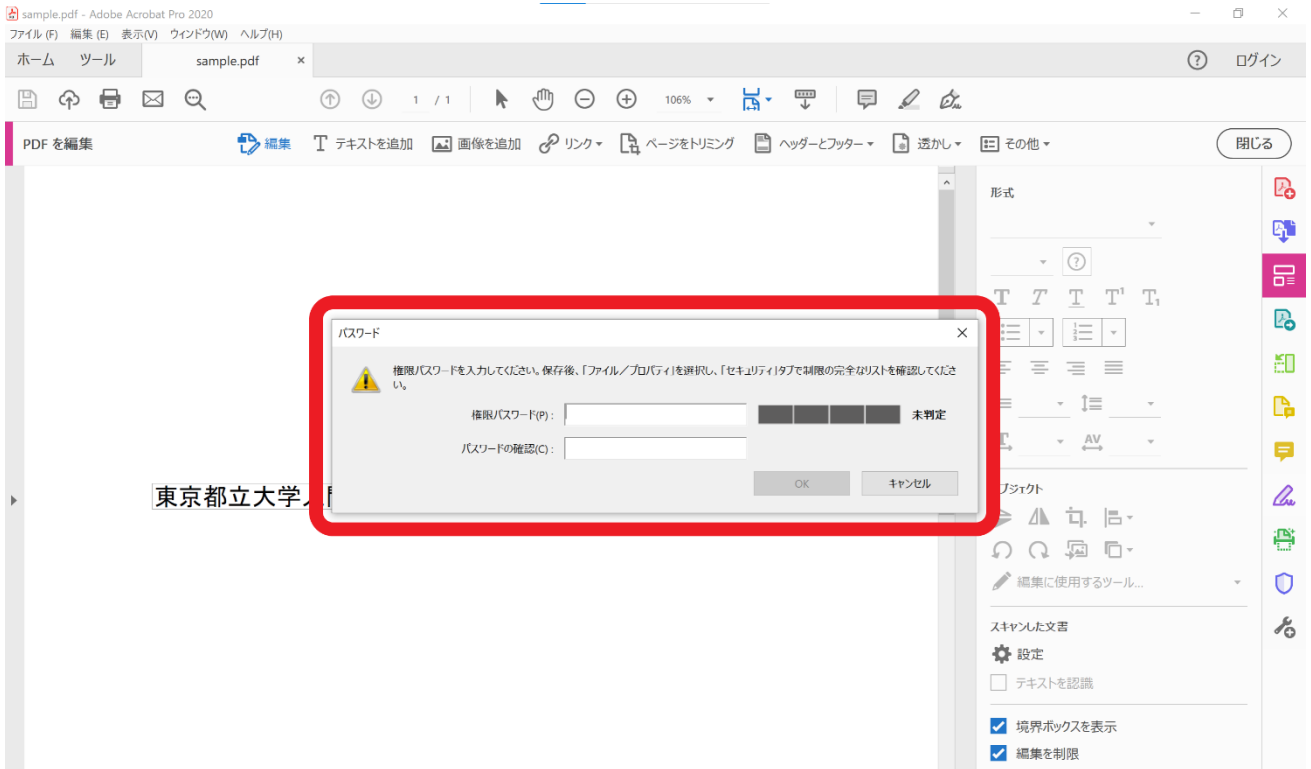 sample.pdf - Adobe Acrobat Pro 2020
ファイル(F) 編集(E) 表示(V) ウィンドウ(W) ヘルプ(H)
ホーム ツール sample.pdf × ? ログイン
1 / 1 106%
PDF を編集 編集 テキストを追加 画像を追加 リンク ページをトリミング ヘッダーとフッター 透かし その他 閉じる
形式
?
T T T T¹ T₁
パスワード
権限パスワードを入力してください。保存後、「ファイル／プロパティ」を選択し、「セキュリティ」タブで制限の完全なリストを確認してくださ
い。
権限パスワード(P): 未判定
パスワードの確認(C):
OK キャンセル
AV
東京都立大学
ブジェクト
編集に使用するツール...
スキャンした文書
設定
テキストを認識
境界ボックスを表示
編集を制限